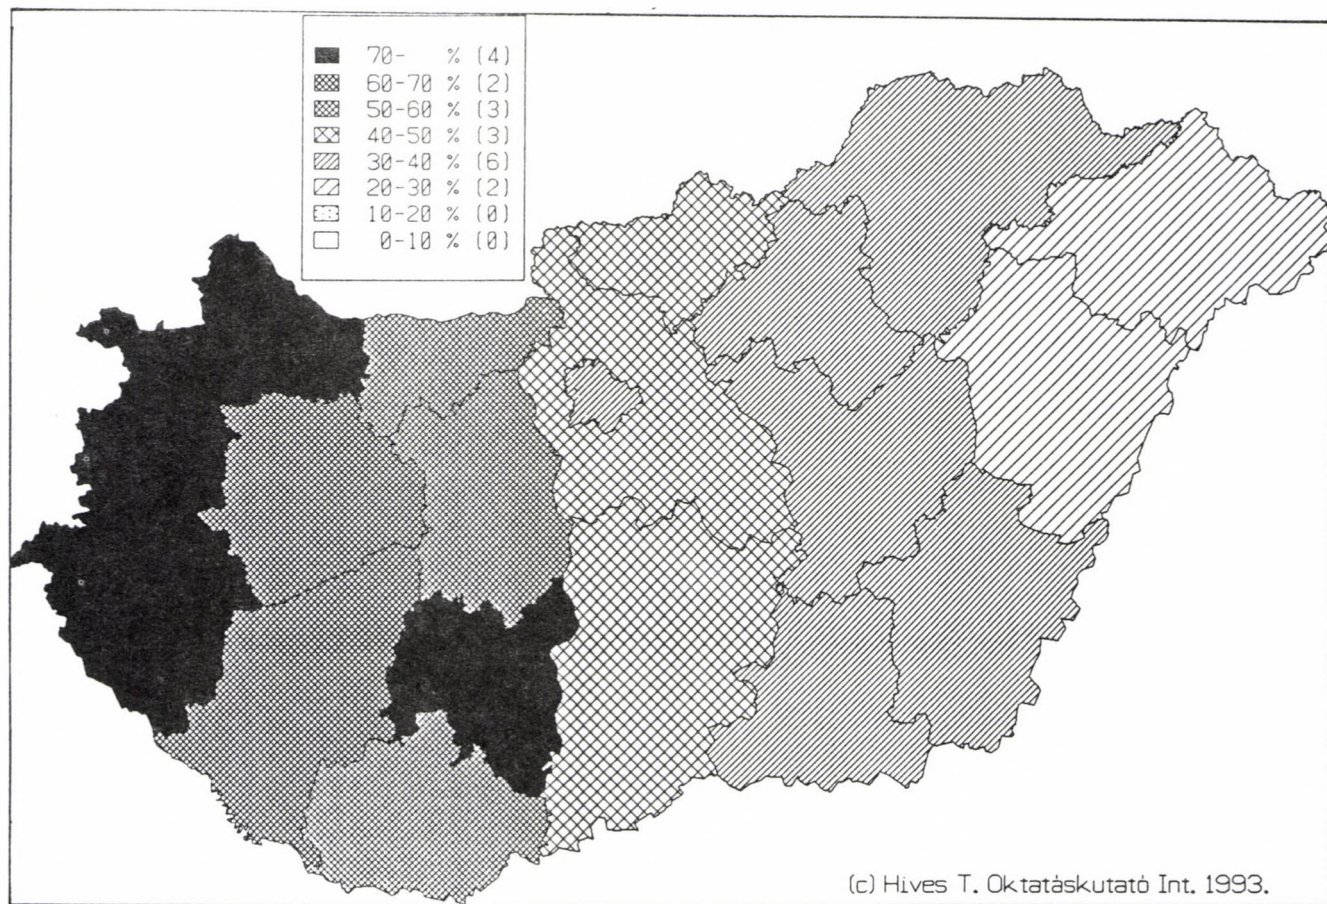 70- % (4)
60-70 % (2)
50-60 % (3)
40-50 % (3)
30-40 % (6)
20-30 % (2)
10-20 % (0)
0-10 % (0)
(c) Híves T. Oktatáskutató Int. 1993.